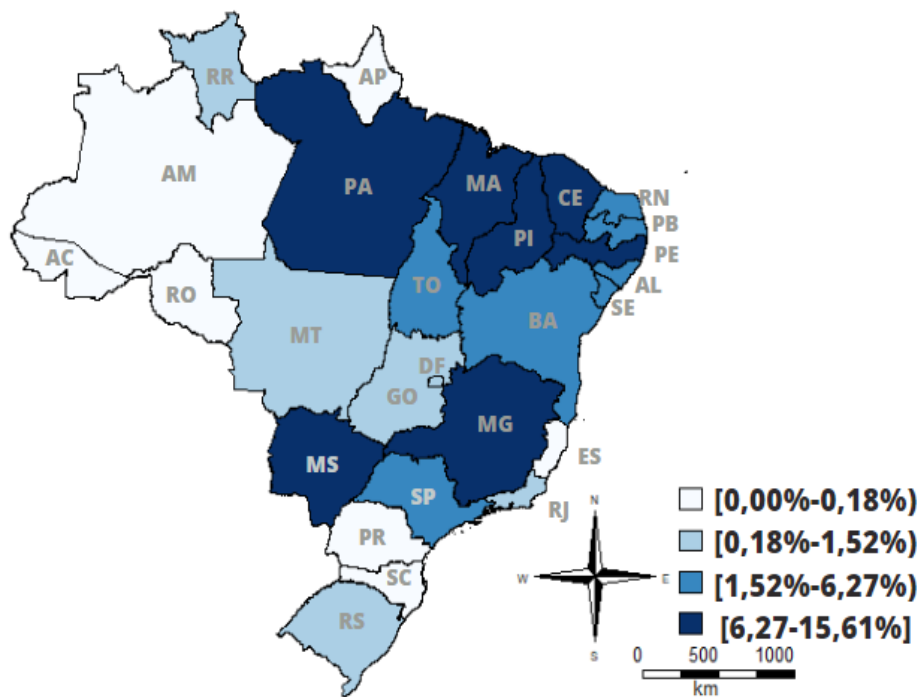 RR
AP
AM
PA
MA
CE
RN
PB
PI
PE
AC
TO
AL
RO
SE
BA
MT
DF
GO
MG
MS
ES
SP
RJ
PR
SC
RS
N
W
E
S
[0,00%-0,18%)
[0,18%-1,52%)
[1,52%-6,27%)
[6,27-15,61%]
0 500 1000
km